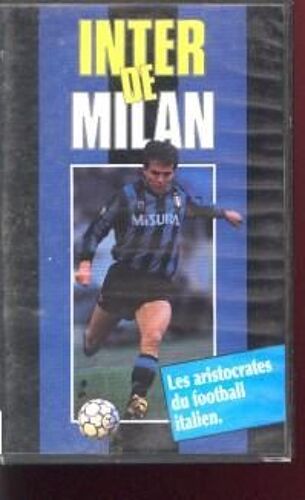 INTER
DE
MILAN
MISURA
Les aristocrates
du football
italien.